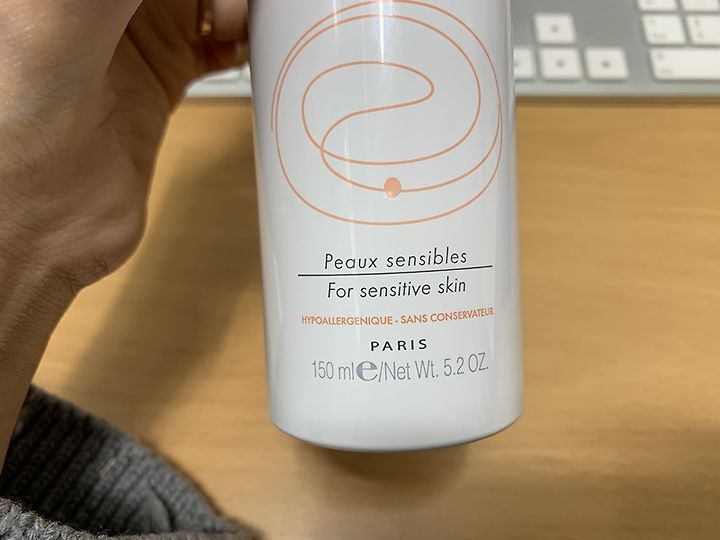 Peaux sensibles
For sensitive skin
HYPOALLERGENIQUE - SANS CONSERVATEUR
PARIS
150 ml℮/Net Wt. 5.2 OZ.